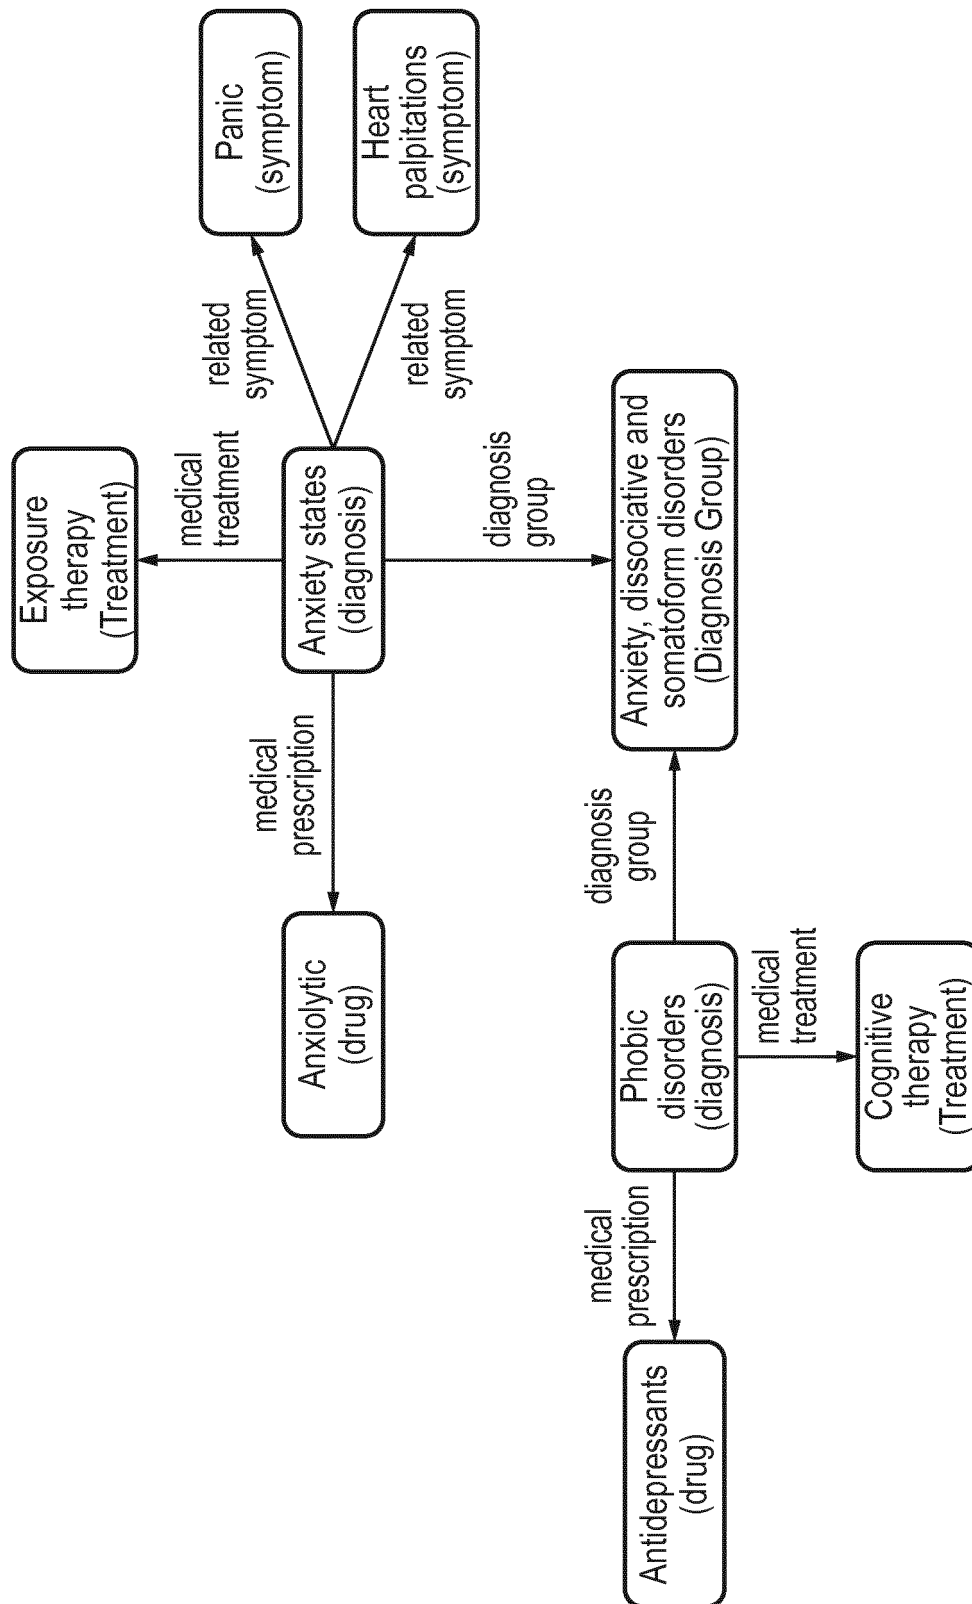 Panic
(symptom)
Heart
palpitations
(symptom)
related
symptom
related
symptom
Exposure
therapy
(Treatment)
medical
treatment
Anxiety states
(diagnosis)
diagnosis
group
Anxiety, dissociative and
somatoform disorders
(Diagnosis Group)
medical
prescription
Anxiolytic
(drug)
diagnosis
group
Phobic
disorders
(diagnosis)
medical
treatment
Cognitive
therapy
(Treatment)
medical
prescription
Antidepressants
(drug)